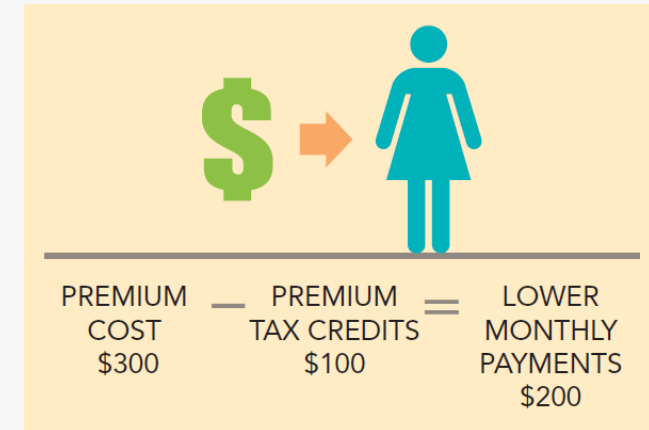 $
PREMIUM
COST
$300
—
PREMIUM
TAX CREDITS
$100
=
LOWER
MONTHLY
PAYMENTS
$200